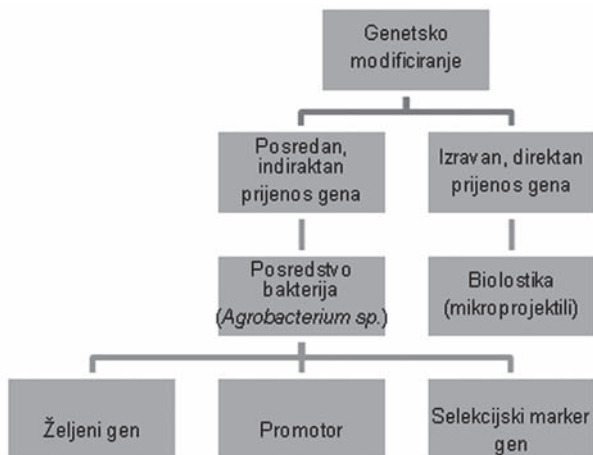 Genetsko
modificiranje
Posredan,
indiraktan
prijenos gena
Izravan, direktan
prijenos gena
Posredstvo
bakterija
(Agrobacterium sp.)
Biolostika
(mikroprojektili)
Željeni gen
Promotor
Selekcijski marker
gen